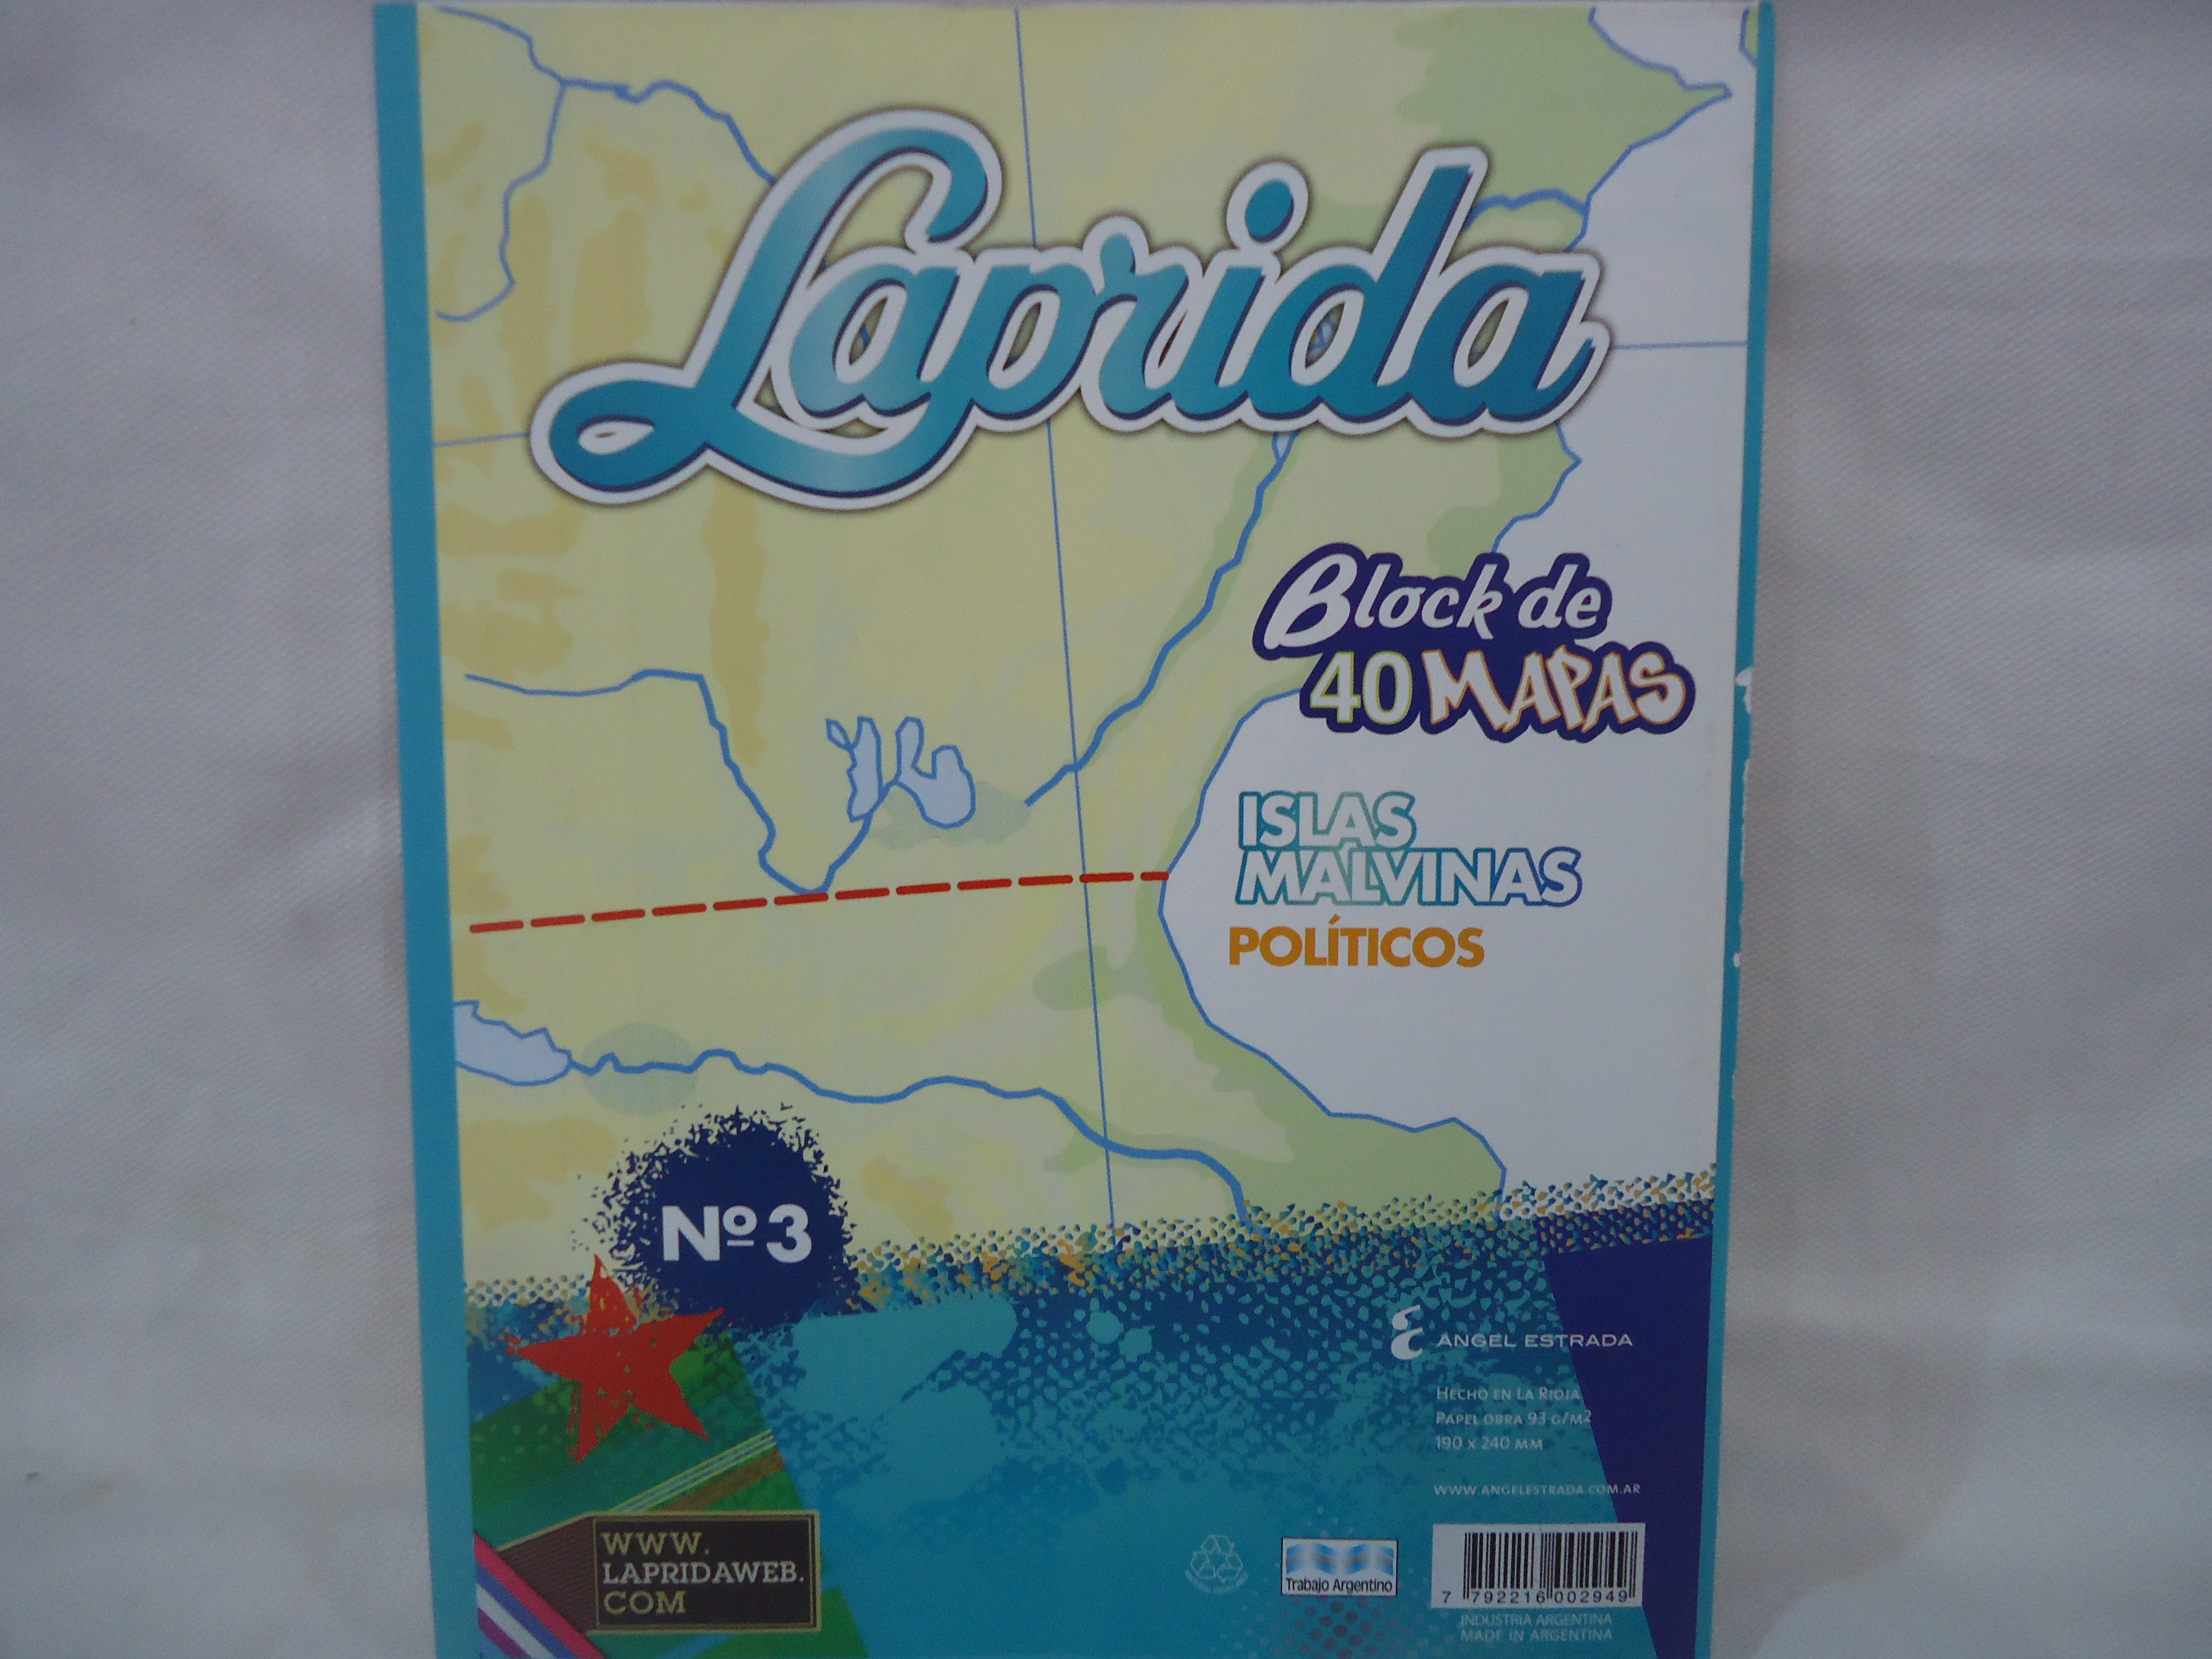 Laprida
Block de
40 MAPAS
ISLAS
MALVINAS
POLÍTICOS
Nº 3
ANGEL ESTRADA
HECHO EN LA RIOJA
PAPEL OBRA 93 G/M2
190 X 240 MM
WWW.ANGELESTRADA.COM.AR
WWW.
LAPRIDAWEB.
COM
Trabajo Argentino
7 792216 002949
INDUSTRIA ARGENTINA
MADE IN ARGENTINA